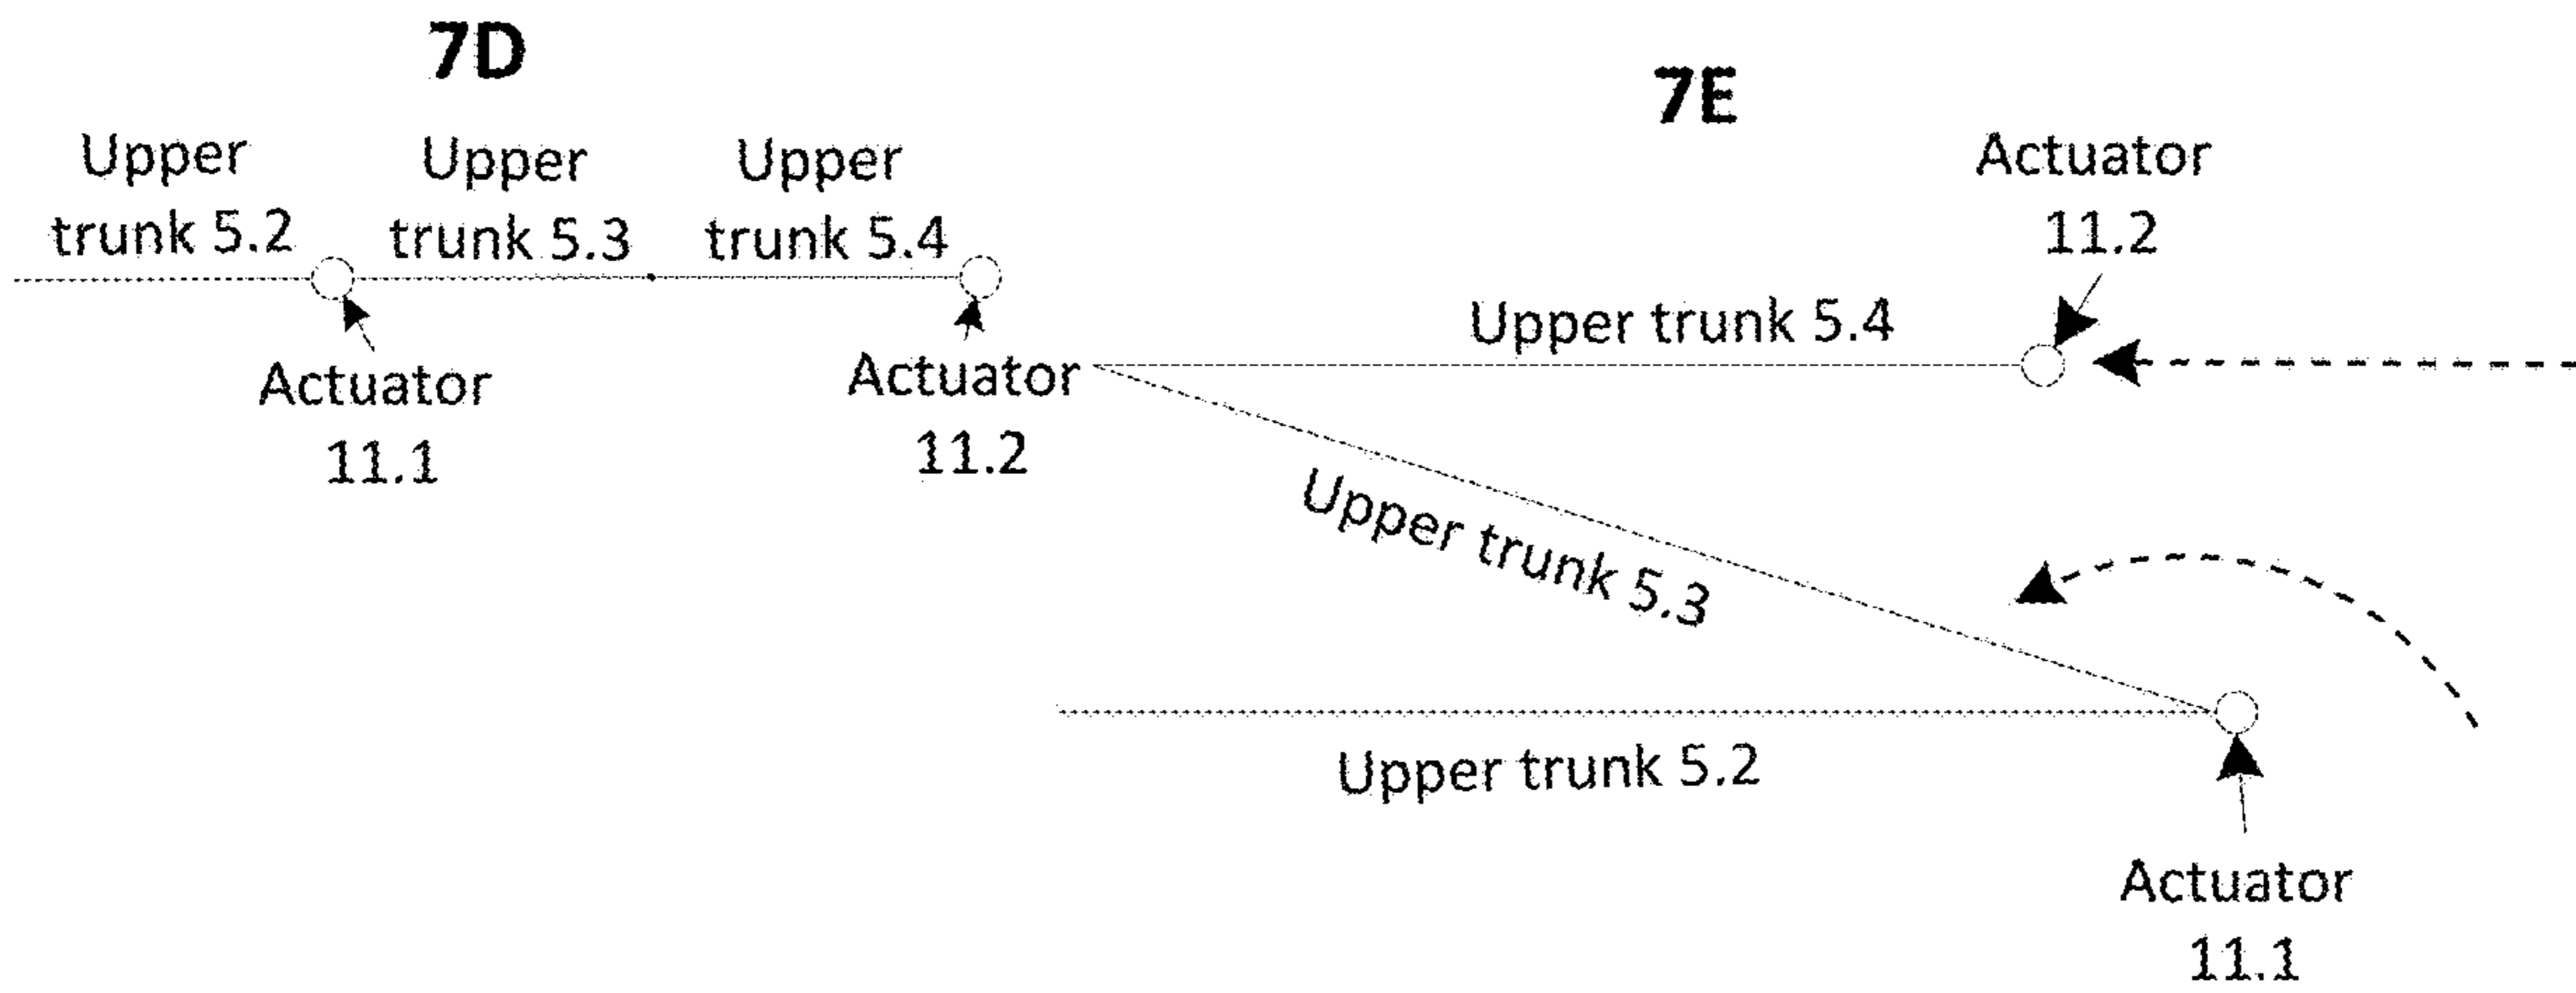 7D
Upper
trunk 5.2
Upper
trunk 5.3
Upper
trunk 5.4
Actuator
11.1
Actuator
11.2
7E
Actuator
11.2
Upper trunk 5.4
Upper trunk 5.3
Upper trunk 5.2
Actuator
11.1